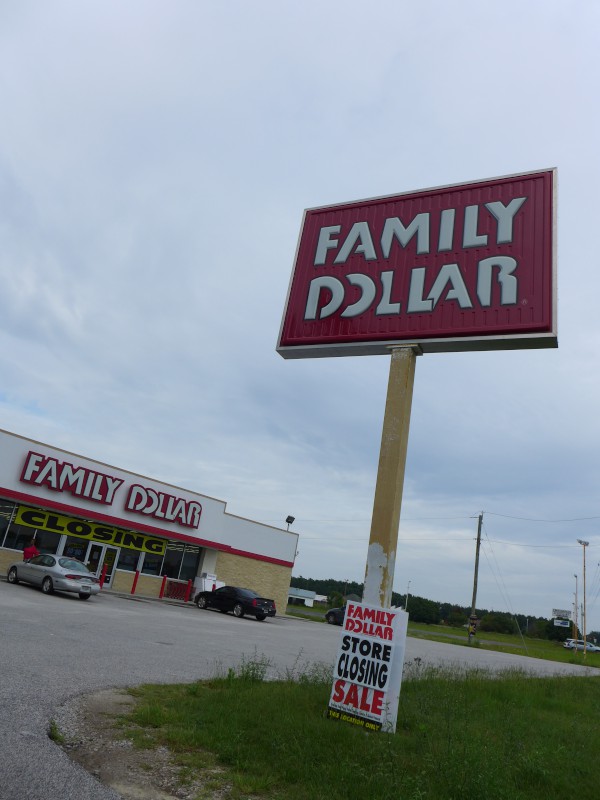 FAMILY
DOLLAR
FAMILY DOLLAR
CLOSING
FAMILY
DOLLAR
STORE
CLOSING
SALE
THIS LOCATION ONLY